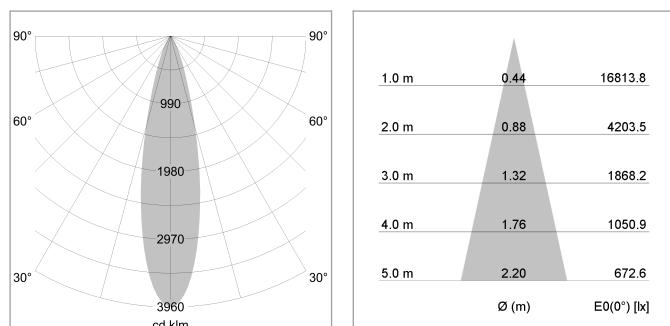 90° 90°
990
60° 60°
1980
2970
30° 30°
3960
cd klm
1.0 m 0.44 16813.8
2.0 m 0.88 4203.5
3.0 m 1.32 1868.2
4.0 m 1.76 1050.9
5.0 m 2.20 672.6
Ø (m) E0(0°) [lx]